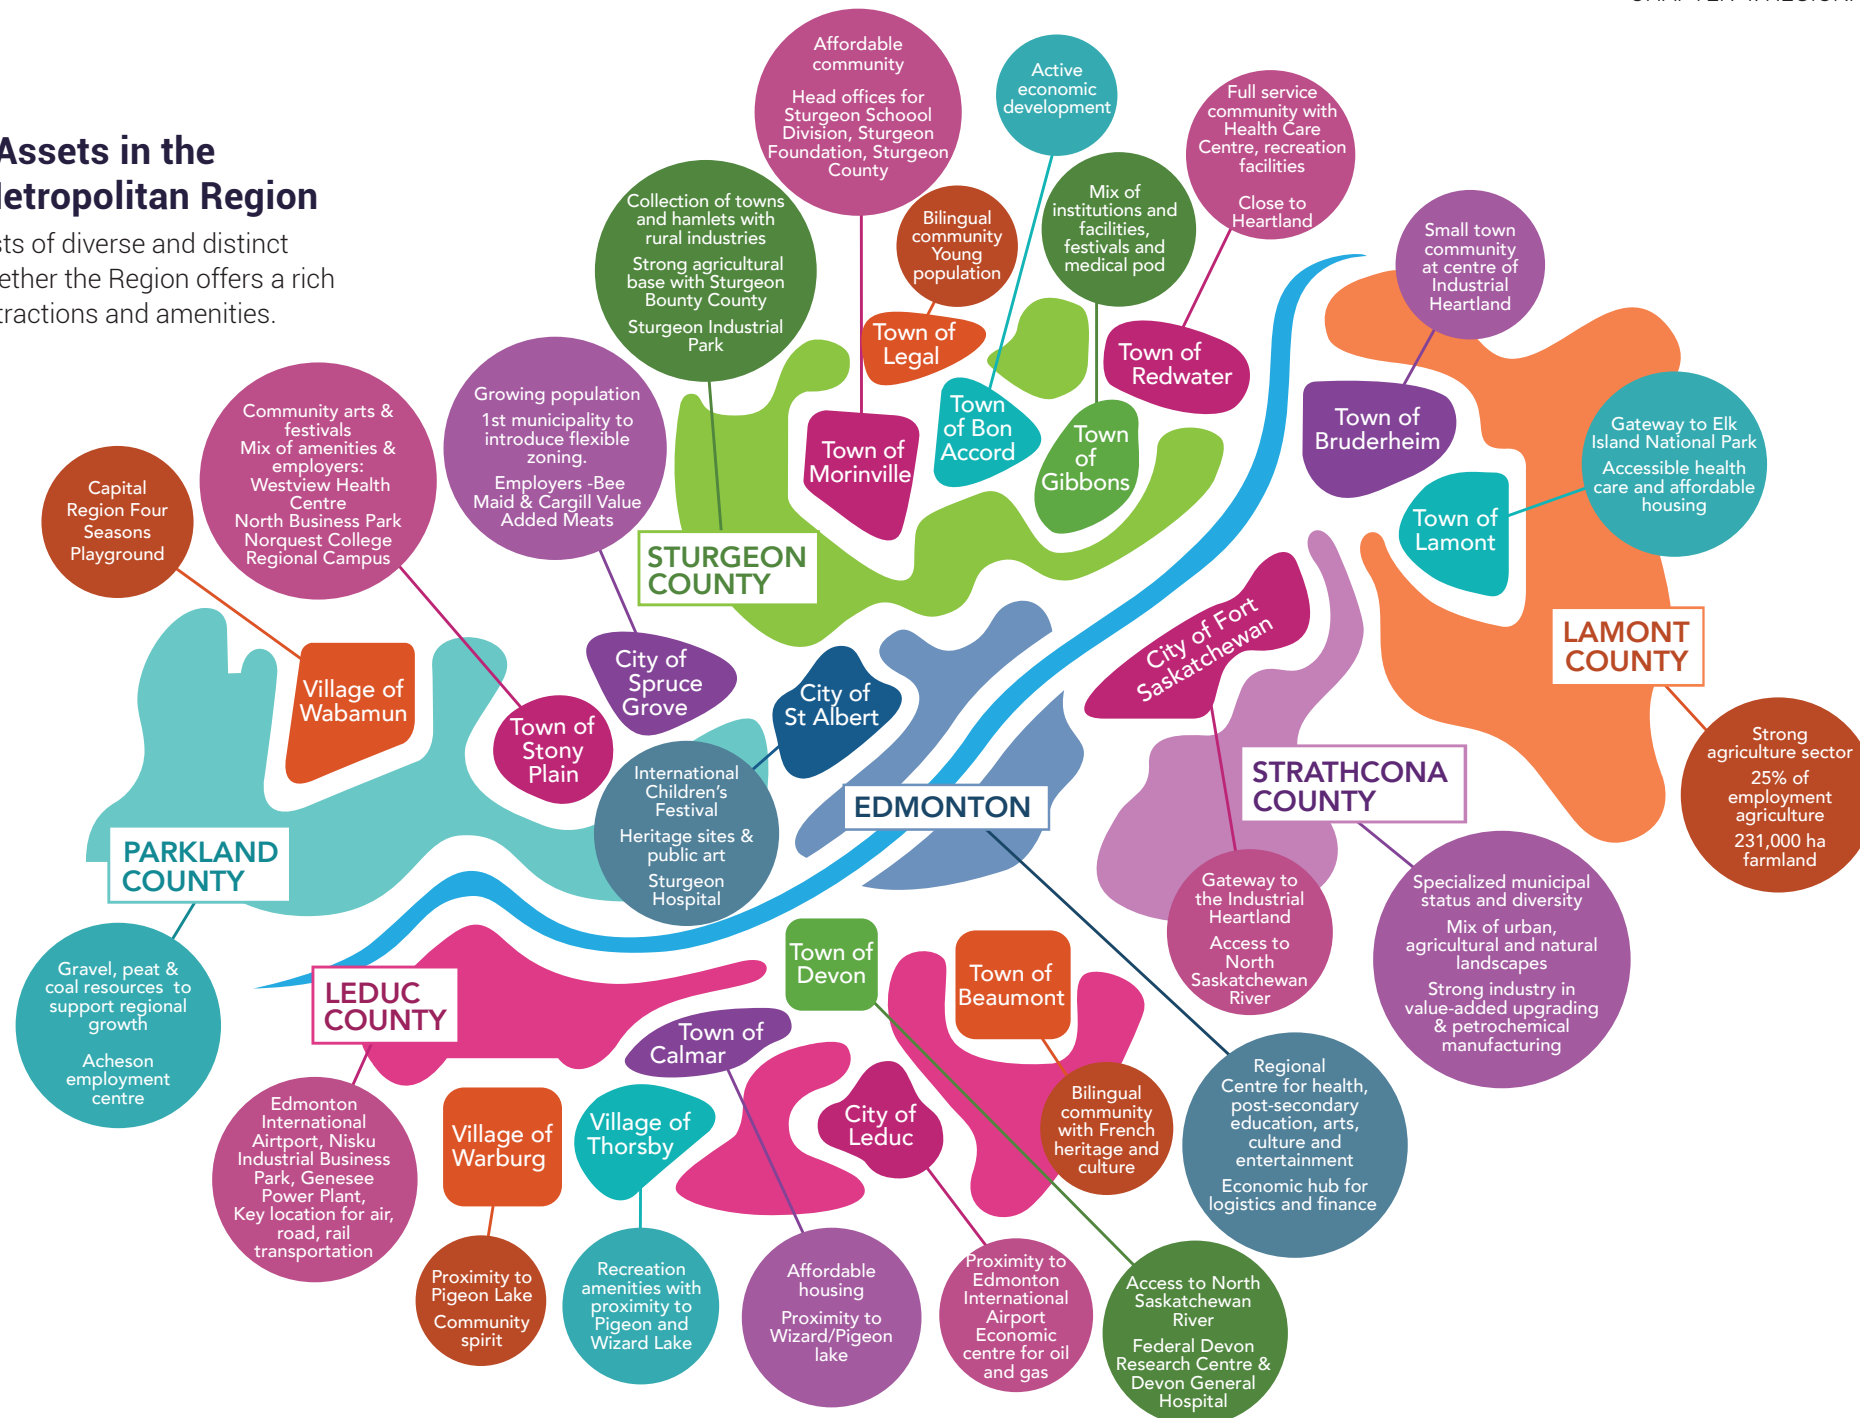 Assets in the
Metropolitan Region
sts of diverse and distinct
ether the Region offers a rich
tractions and amenities.
Affordable
community
Head offices for
Sturgeon Schoool
Division, Sturgeon
Foundation, Sturgeon
County
Active
economic
development
Full service
community with
Health Care
Centre, recreation
facilities
Close to
Heartland
Collection of towns
and hamlets with
rural industries
Strong agricultural
base with Sturgeon
Bounty County
Sturgeon Industrial
Park
Bilingual
community
Young
population
Mix of
institutions and
facilities,
festivals and
medical pod
Small town
community
at centre of
Industrial
Heartland
Town of
Legal
Town of
Redwater
Growing population
1st municipality to
introduce flexible
zoning.
Employers -Bee
Maid & Cargill Value
Added Meats
Community arts &
festivals
Mix of amenities &
employers:
Westview Health
Centre
North Business Park
Norquest College
Regional Campus
Capital
Region Four
Seasons
Playground
Town of
Morinville
Town
of Bon
Accord
Town
of
Gibbons
Town of
Bruderheim
Gateway to Elk
Island National Park
Accessible health
care and affordable
housing
Town of
Lamont
STURGEON
COUNTY
City of Fort
Saskatchewan
LAMONT
COUNTY
Village of
Wabamun
Town of
Stony
Plain
City of
Spruce
Grove
City of
St Albert
International
Children's
Festival
Heritage sites &
public art
Sturgeon
Hospital
EDMONTON
STRATHCONA
COUNTY
Strong
agriculture sector
25% of
employment
agriculture
231,000 ha
farmland
PARKLAND
COUNTY
Gateway to
the Industrial
Heartland
Access to
North
Saskatchewan
River
Specialized municipal
status and diversity
Mix of urban,
agricultural and natural
landscapes
Strong industry in
value-added upgrading
& petrochemical
manufacturing
Gravel, peat &
coal resources to
support regional
growth
Acheson
employment
centre
LEDUC
COUNTY
Town of
Devon
Town of
Beaumont
Town of
Calmar
Edmonton
International
Airtport, Nisku
Industrial Business
Park, Genesee
Power Plant,
Key location for air,
road, rail
transportation
Village of
Warburg
Village of
Thorsby
City of
Leduc
Bilingual
community
with French
heritage and
culture
Regional
Centre for health,
post-secondary
education, arts,
culture and
entertainment
Economic hub for
logistics and finance
Proximity to
Pigeon Lake
Community
spirit
Recreation
amenities with
proximity to
Pigeon and
Wizard Lake
Affordable
housing
Proximity to
Wizard/Pigeon
lake
Proximity to
Edmonton
International
Airport
Economic
centre for oil
and gas
Access to North
Saskatchewan
River
Federal Devon
Research Centre &
Devon General
Hospital